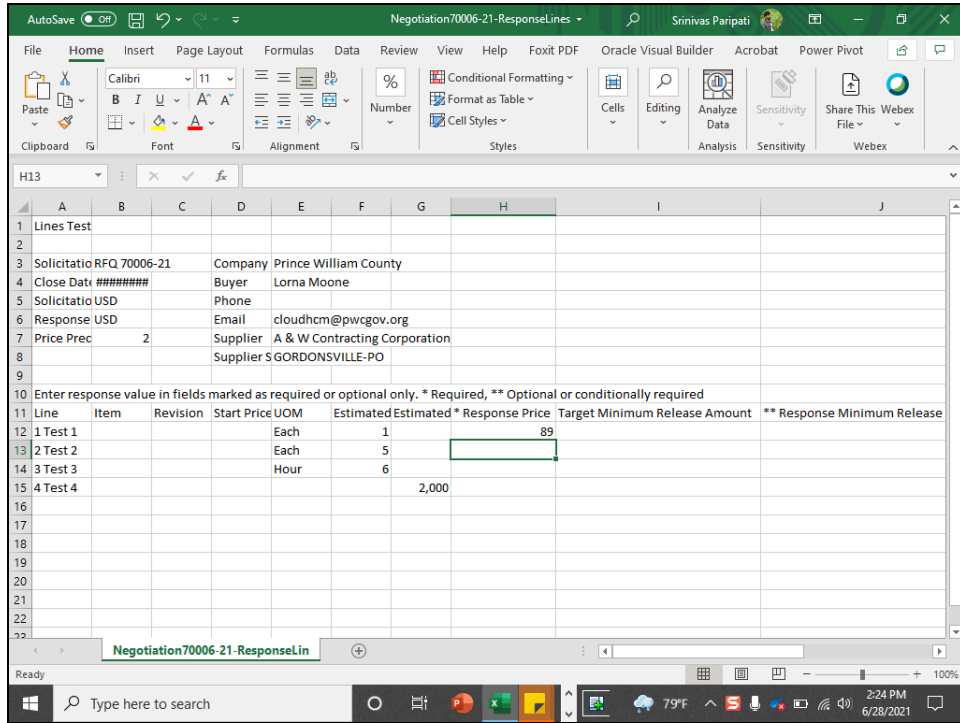 AutoSave Off Negotiation70006-21-ResponseLines Srinivas Paripati
File Home Insert Page Layout Formulas Data Review View Help Foxit PDF Oracle Visual Builder Acrobat Power Pivot
Calibri 11
Paste
B I U A A A
ab
% Number
Conditional Formatting
Format as Table
Cell Styles
Cells
Editing
Analyze Data
Sensitivity
Share This File
Webex
Clipboard Font Alignment Styles Analysis Sensitivity Webex
H13 fx
A B C D E F G H I J
1 Lines Test
2
3 Solicitatio RFQ 70006-21 Company Prince William County
4 Close Date ######## Buyer Lorna Moone
5 Solicitatio USD Phone
6 Response USD Email cloudhcm@pwcgov.org
7 Price Prec 2 Supplier A & W Contracting Corporation
8 Supplier S GORDONSVILLE-PO
9
10 Enter response value in fields marked as required or optional only. * Required, ** Optional or conditionally required
11 Line Item Revision Start Price UOM Estimated Estimated * Response Price Target Minimum Release Amount ** Response Minimum Release
12 1 Test 1 Each 1 89
13 2 Test 2 Each 5
14 3 Test 3 Hour 6
15 4 Test 4 2,000
16
17
18
19
20
21
22
23
Negotiation70006-21-ResponseLin
Ready 100%
Type here to search 79°F 2:24 PM
6/28/2021